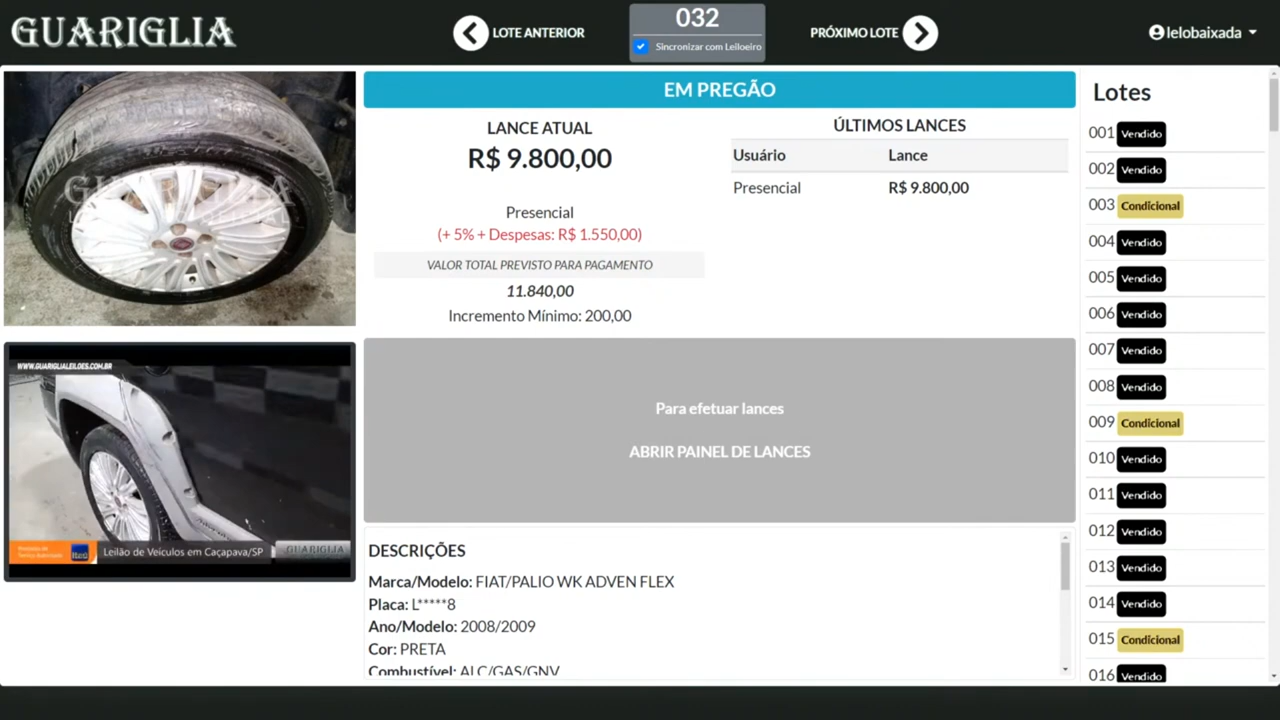 GUARIGLIA
LOTE ANTERIOR
032
Sincronizar com Leiloeiro
PRÓXIMO LOTE
lelobaixada
GUARIGLIA
EM PREGÃO
LANCE ATUAL
R$ 9.800,00
Presencial
(+ 5% + Despesas: R$ 1.550,00)
VALOR TOTAL PREVISTO PARA PAGAMENTO
11.840,00
Incremento Mínimo: 200,00
ÚLTIMOS LANCES
Usuário Lance
Presencial R$ 9.800,00
Para efetuar lances
ABRIR PAINEL DE LANCES
WWW.GUARIGLIALEILOES.COM.BR
Itaú
Leilão de Veículos em Caçapava/SP
GUARIGLIA
DESCRIÇÕES
Marca/Modelo: FIAT/PALIO WK ADVEN FLEX
Placa: L*****8
Ano/Modelo: 2008/2009
Cor: PRETA
Combustível: ALC/GAS/GNV
Lotes
001 Vendido
002 Vendido
003 Condicional
004 Vendido
005 Vendido
006 Vendido
007 Vendido
008 Vendido
009 Condicional
010 Vendido
011 Vendido
012 Vendido
013 Vendido
014 Vendido
015 Condicional
016 Vendido